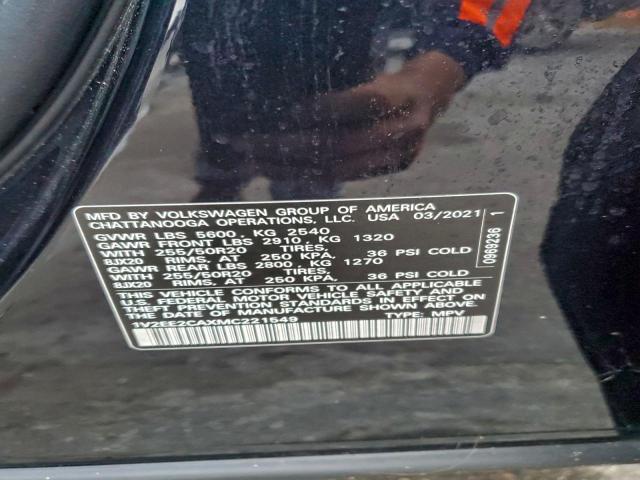 MFD BY VOLKSWAGEN GROUP OF AMERICA
CHATTANOOGA OPERATIONS, LLC. USA 03/2021
GVWR LBS 5600, KG 2540
GAWR FRONT LBS 2910, KG 1320
WITH 255/50R20 TIRES,
8JX20 RIMS, AT 250 KPA, 36 PSI COLD
GAWR REAR LBS 2800 KG 1270
WITH 255/50R20 TIRES,
8JX20 RIMS, AT 250 KPA, 36 PSI COLD
THIS VEHICLE CONFORMS TO ALL APPLICABLE
FEDERAL MOTOR VEHICLE SAFETY AND
THEFT PREVENTION STANDARDS IN EFFECT ON
THE DATE OF MANUFACTURE SHOWN ABOVE.
1V2EE2CAXMC221549 TYPE: MPV
0969236 1